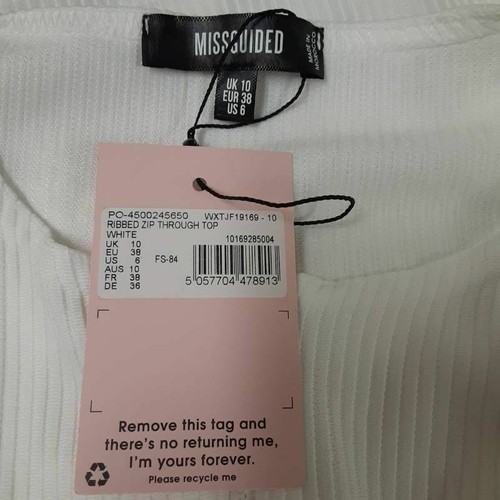 MISSGUIDED
MADE IN
MOROCCO
UK 10
EUR 38
US 6
PO-4500245650 WXTJF19169 - 10
RIBBED ZIP THROUGH TOP
WHITE
10169285004
UK 10
EU 38
US 6
AUS 10
FR 38
DE 36
FS-84
5 057704 478913
Remove this tag and
there's no returning me,
I'm yours forever.
Please recycle me